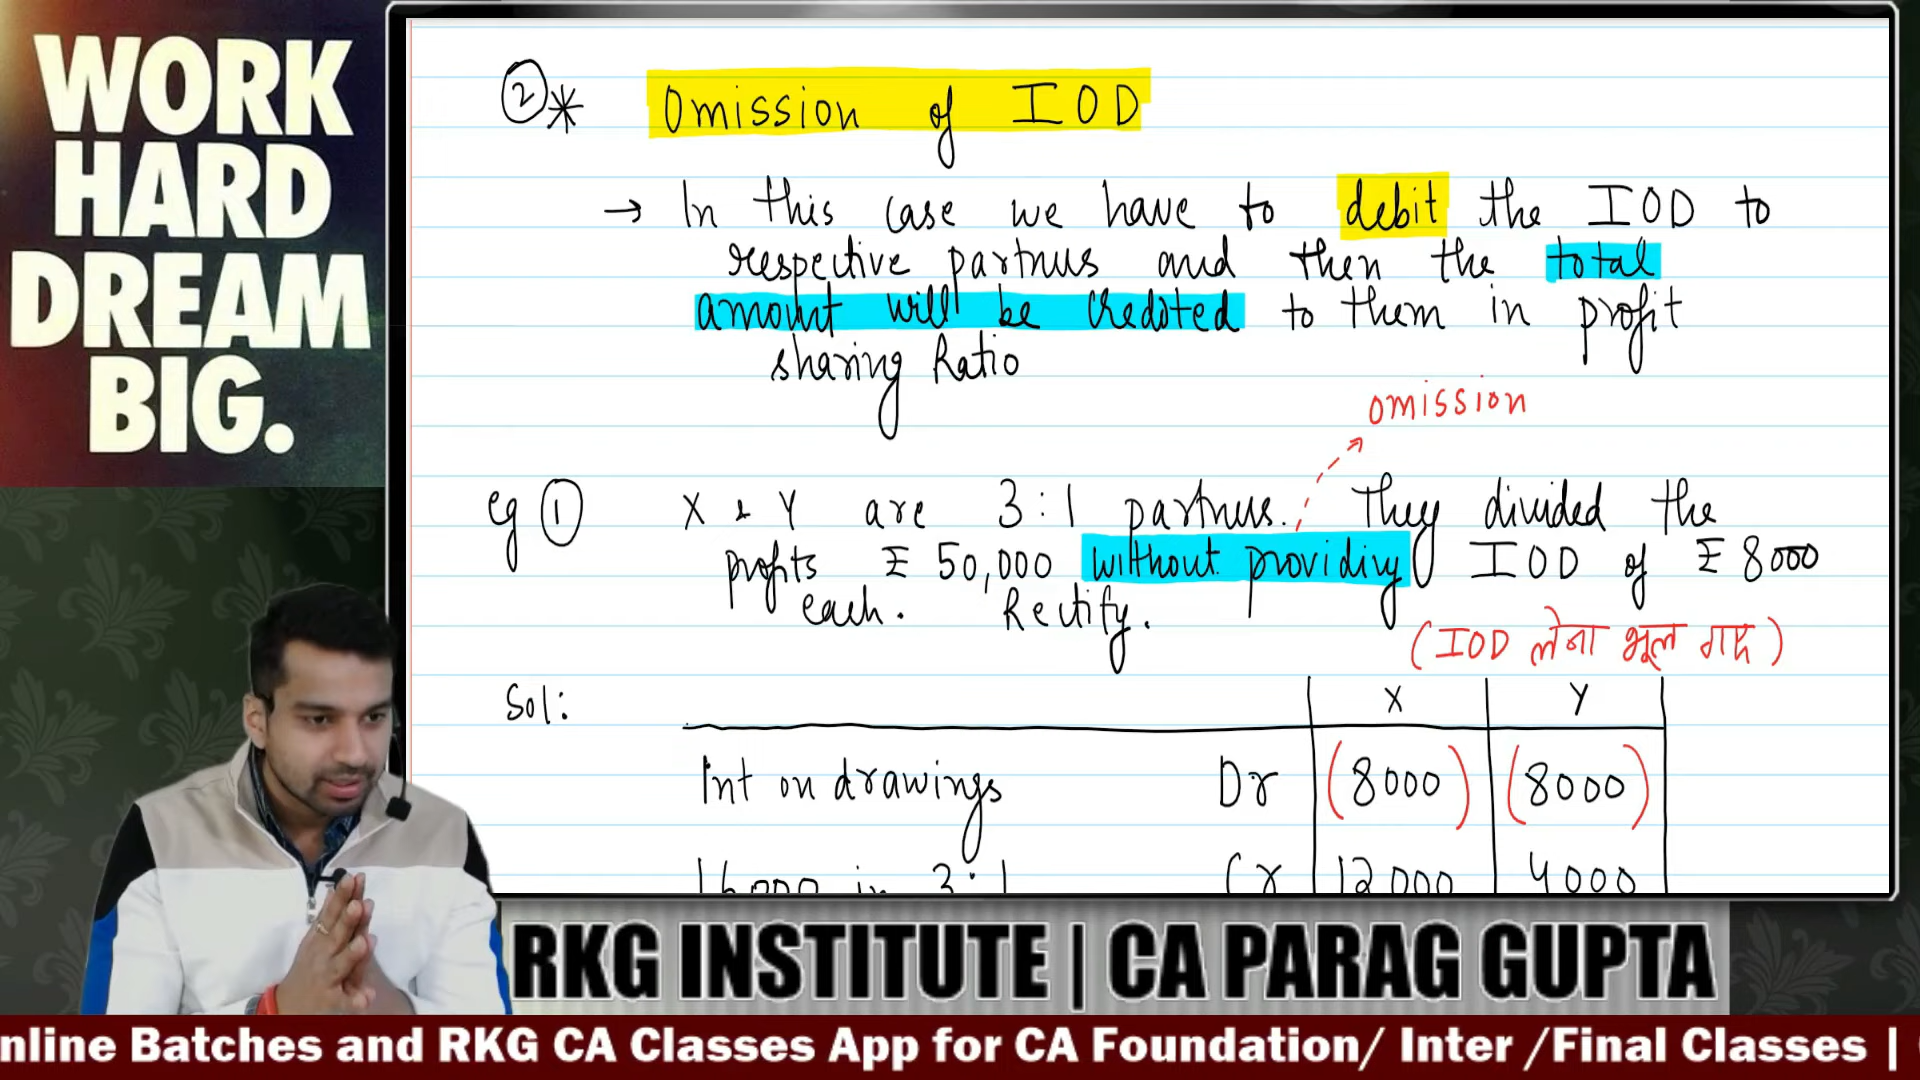 WORK
HARD
DREAM
BIG.
② * Omission of IOD
→ In this case we have to debit the IOD to
respective partners and then the total
amount will be credited to them in profit
sharing Ratio
omission
eg ① X & Y are 3:1 partners. They divided the
profits ₹ 50,000 without providing IOD of ₹ 8000
each. Rectify.
(IOD लेना भूल गए)
Sol: X Y
Int on drawings Dr (8000) (8000)
16000 in 3:1 Cr 12000 4000
RKG INSTITUTE | CA PARAG GUPTA
nline Batches and RKG CA Classes App for CA Foundation/ Inter /Final Classes |